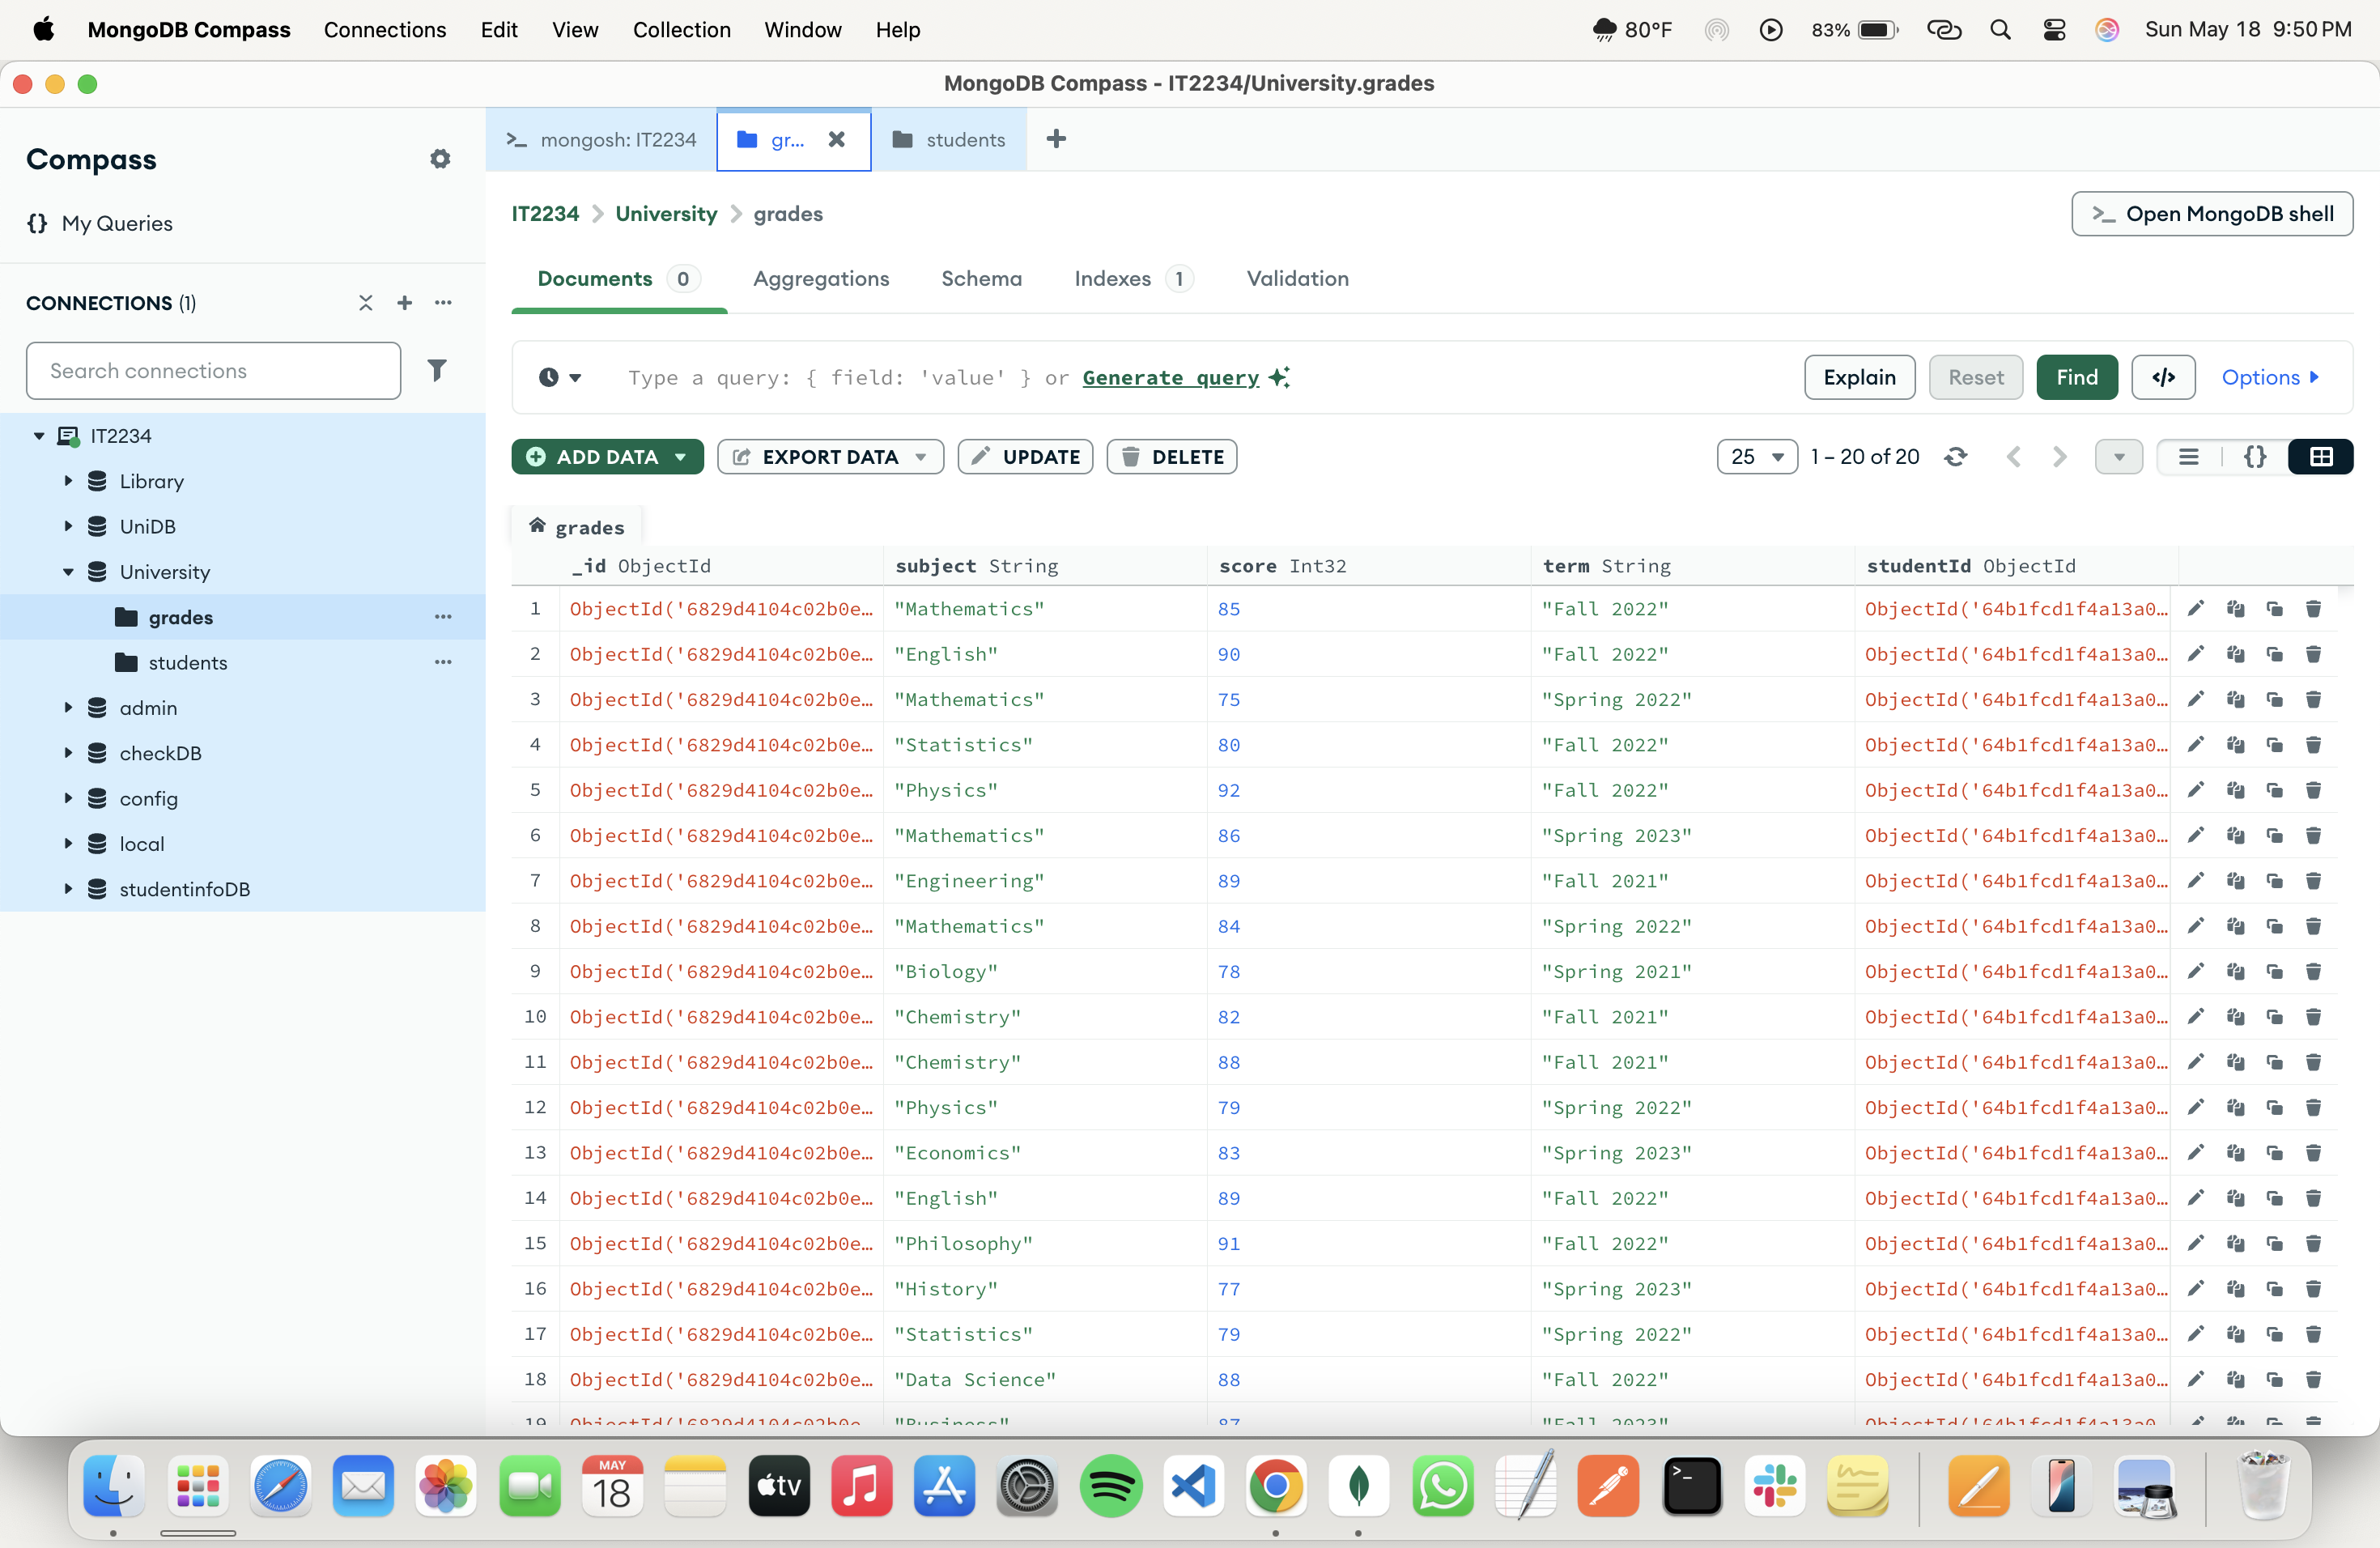 MongoDB Compass Connections Edit View Collection Window Help 80°F 83% Sun May 18 9:50 PM
MongoDB Compass - IT2234/University.grades
Compass
My Queries
CONNECTIONS (1)
Search connections
IT2234
Library
UniDB
University
grades
students
admin
checkDB
config
local
studentinfoDB
>_ mongosh: IT2234 gr... students
IT2234 > University > grades
>_ Open MongoDB shell
Documents 0 Aggregations Schema Indexes 1 Validation
Type a query: { field: 'value' } or Generate query
Explain Reset Find </> Options
ADD DATA EXPORT DATA UPDATE DELETE 25 1 – 20 of 20 {}
grades
_id ObjectId subject String score Int32 term String studentId ObjectId
1 ObjectId('6829d4104c02b0e… "Mathematics" 85 "Fall 2022" ObjectId('64b1fcd1f4a13a0…
2 ObjectId('6829d4104c02b0e… "English" 90 "Fall 2022" ObjectId('64b1fcd1f4a13a0…
3 ObjectId('6829d4104c02b0e… "Mathematics" 75 "Spring 2022" ObjectId('64b1fcd1f4a13a0…
4 ObjectId('6829d4104c02b0e… "Statistics" 80 "Fall 2022" ObjectId('64b1fcd1f4a13a0…
5 ObjectId('6829d4104c02b0e… "Physics" 92 "Fall 2022" ObjectId('64b1fcd1f4a13a0…
6 ObjectId('6829d4104c02b0e… "Mathematics" 86 "Spring 2023" ObjectId('64b1fcd1f4a13a0…
7 ObjectId('6829d4104c02b0e… "Engineering" 89 "Fall 2021" ObjectId('64b1fcd1f4a13a0…
8 ObjectId('6829d4104c02b0e… "Mathematics" 84 "Spring 2022" ObjectId('64b1fcd1f4a13a0…
9 ObjectId('6829d4104c02b0e… "Biology" 78 "Spring 2021" ObjectId('64b1fcd1f4a13a0…
10 ObjectId('6829d4104c02b0e… "Chemistry" 82 "Fall 2021" ObjectId('64b1fcd1f4a13a0…
11 ObjectId('6829d4104c02b0e… "Chemistry" 88 "Fall 2021" ObjectId('64b1fcd1f4a13a0…
12 ObjectId('6829d4104c02b0e… "Physics" 79 "Spring 2022" ObjectId('64b1fcd1f4a13a0…
13 ObjectId('6829d4104c02b0e… "Economics" 83 "Spring 2023" ObjectId('64b1fcd1f4a13a0…
14 ObjectId('6829d4104c02b0e… "English" 89 "Fall 2022" ObjectId('64b1fcd1f4a13a0…
15 ObjectId('6829d4104c02b0e… "Philosophy" 91 "Fall 2022" ObjectId('64b1fcd1f4a13a0…
16 ObjectId('6829d4104c02b0e… "History" 77 "Spring 2023" ObjectId('64b1fcd1f4a13a0…
17 ObjectId('6829d4104c02b0e… "Statistics" 79 "Spring 2022" ObjectId('64b1fcd1f4a13a0…
18 ObjectId('6829d4104c02b0e… "Data Science" 88 "Fall 2022" ObjectId('64b1fcd1f4a13a0…
19 ObjectId('6829d4104c02b0e… "Business" 87 "Fall 2023" ObjectId('64b1fcd1f4a13a0…
MAY
18
tv